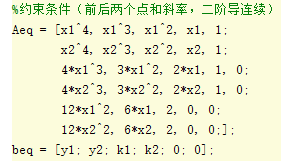 %约束条件（前后两个点和斜率，二阶导连续）
Aeq = [x1^4, x1^3, x1^2, x1, 1;
x2^4, x2^3, x2^2, x2, 1;
4*x1^3, 3*x1^2, 2*x1, 1, 0;
4*x2^3, 3*x2^2, 2*x2, 1, 0;
12*x1^2, 6*x1, 2, 0, 0;
12*x2^2, 6*x2, 2, 0, 0;];
beq = [y1; y2; k1; k2; 0; 0];